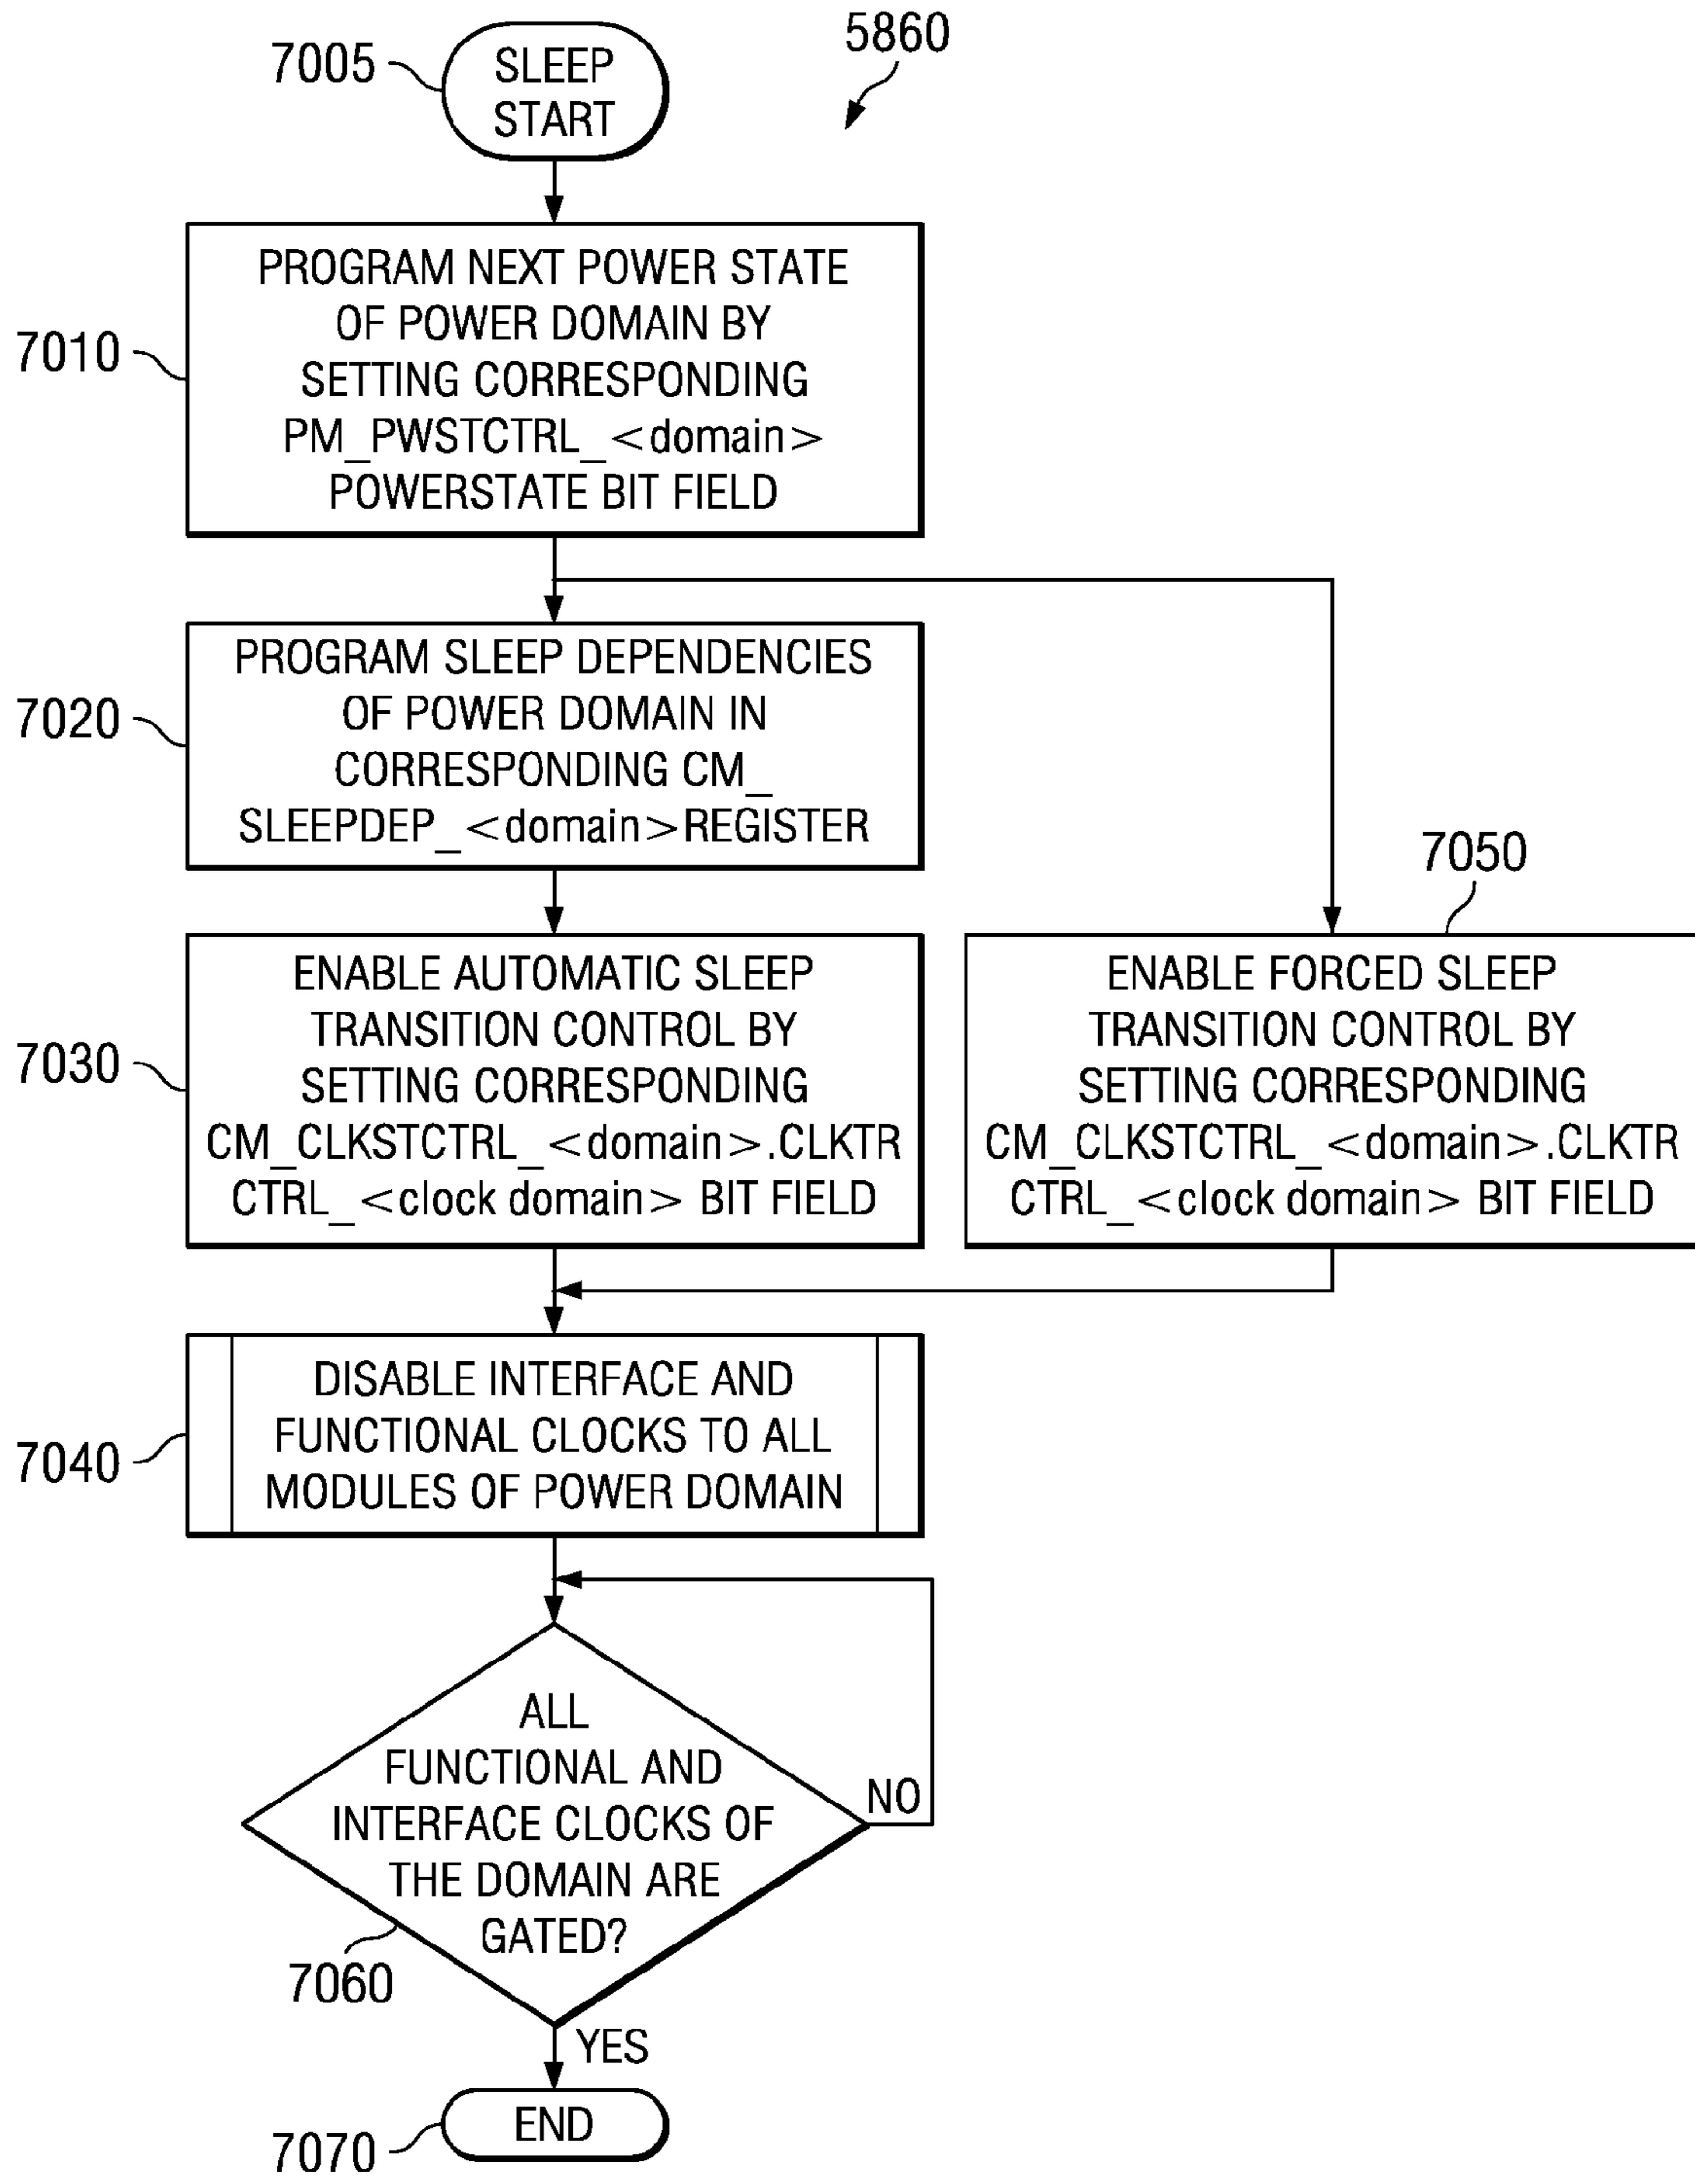 5860
7005
SLEEP
START
7010
PROGRAM NEXT POWER STATE
OF POWER DOMAIN BY
SETTING CORRESPONDING
PM_PWSTCTRL_<domain>
POWERSTATE BIT FIELD
7020
PROGRAM SLEEP DEPENDENCIES
OF POWER DOMAIN IN
CORRESPONDING CM_
SLEEPDEP_<domain>REGISTER
7030
ENABLE AUTOMATIC SLEEP
TRANSITION CONTROL BY
SETTING CORRESPONDING
CM_CLKSTCTRL_<domain>.CLKTR
CTRL_<clock domain> BIT FIELD
7050
ENABLE FORCED SLEEP
TRANSITION CONTROL BY
SETTING CORRESPONDING
CM_CLKSTCTRL_<domain>.CLKTR
CTRL_<clock domain> BIT FIELD
7040
DISABLE INTERFACE AND
FUNCTIONAL CLOCKS TO ALL
MODULES OF POWER DOMAIN
ALL
FUNCTIONAL AND
INTERFACE CLOCKS OF
THE DOMAIN ARE
GATED?
NO
7060
YES
END
7070